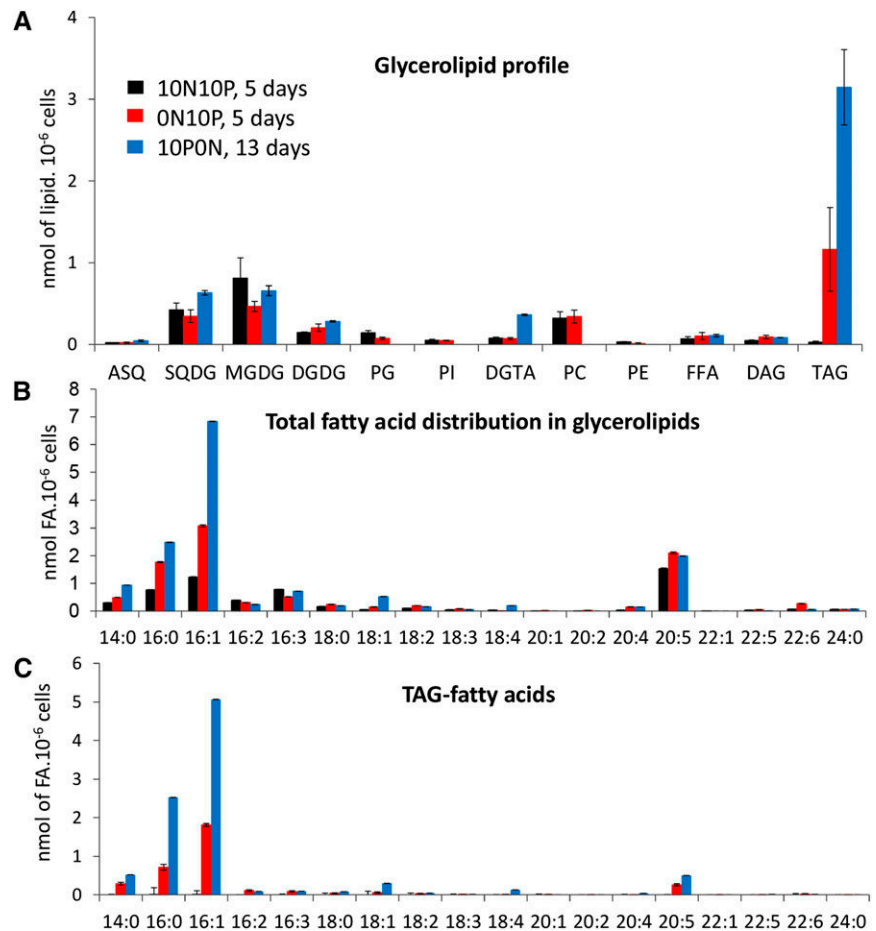 A
Glycerolipid profile
nmol of lipid. 10⁻⁶ cells
4
3
2
1
0
10N10P, 5 days
0N10P, 5 days
10P0N, 13 days
ASQ SQDG MGDG DGDG PG PI DGTA PC PE FFA DAG TAG
B
Total fatty acid distribution in glycerolipids
nmol FA.10⁻⁶ cells
8
7
6
5
4
3
2
1
0
14:0 16:0 16:1 16:2 16:3 18:0 18:1 18:2 18:3 18:4 20:1 20:2 20:4 20:5 22:1 22:5 22:6 24:0
C
TAG-fatty acids
nmol of FA.10⁻⁶ cells
6
5
4
3
2
1
0
14:0 16:0 16:1 16:2 16:3 18:0 18:1 18:2 18:3 18:4 20:1 20:2 20:4 20:5 22:1 22:5 22:6 24:0